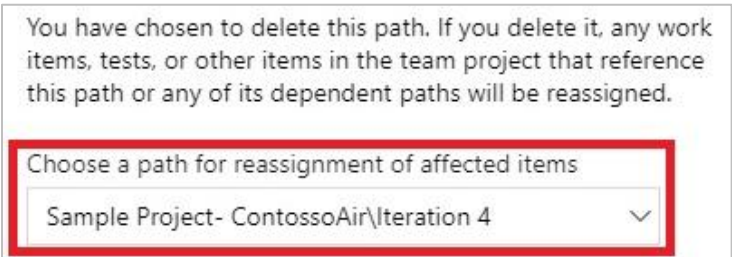 You have chosen to delete this path. If you delete it, any work
items, tests, or other items in the team project that reference
this path or any of its dependent paths will be reassigned.
Choose a path for reassignment of affected items
Sample Project- ContossoAir\Iteration 4